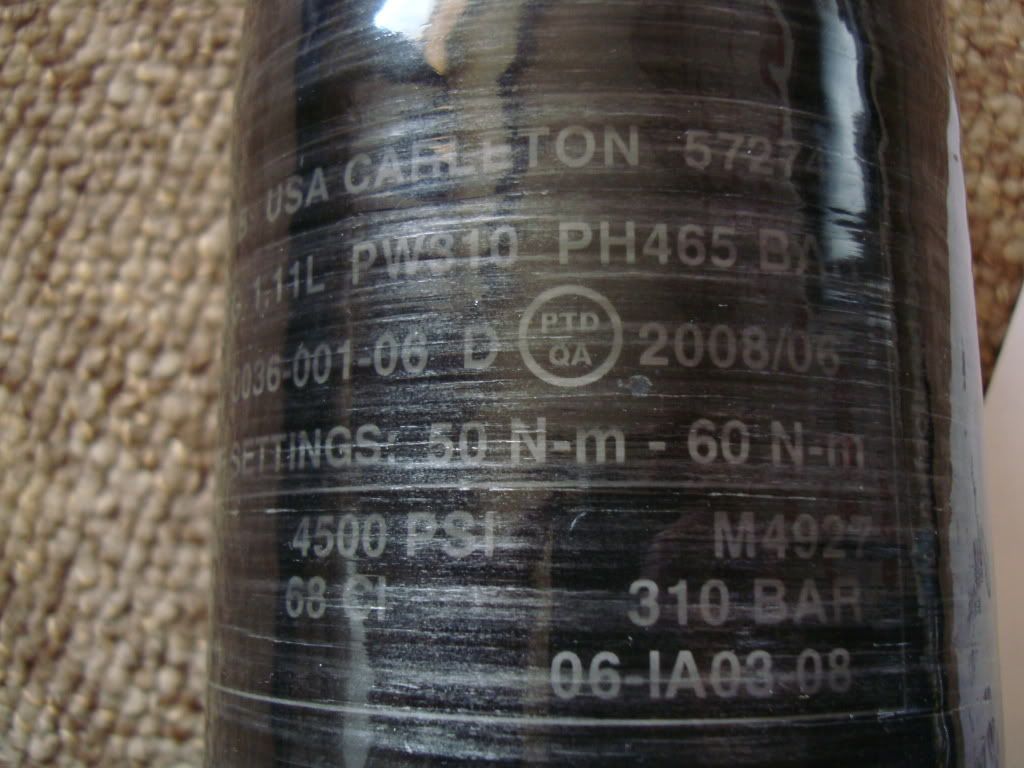 USA CARLETON 5727
1.11L PW310 PH465 BAR
036-001-06 D PTD QA 2008/06
SETTINGS: 50 N-m - 60 N-m
4500 PSI M4927
68 CI 310 BAR
06-IA03-08